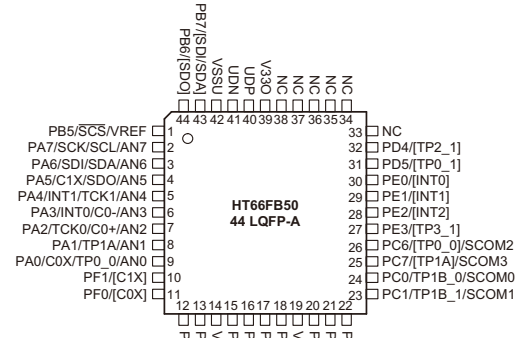 PB6/[SDO]
PB7/[SDI/SDA]
VSSU
UDN
UDP
V33O
NC
NC
NC
NC
NC
44 43 42 41 40 39 38 37 36 35 34
PB5/SCS/VREF 1
PA7/SCK/SCL/AN7 2
PA6/SDI/SDA/AN6 3
PA5/C1X/SDO/AN5 4
PA4/INT1/TCK1/AN4 5
PA3/INT0/C0-/AN3 6
PA2/TCK0/C0+/AN2 7
PA1/TP1A/AN1 8
PA0/C0X/TP0_0/AN0 9
PF1/[C1X] 10
PF0/[C0X] 11
HT66FB50
44 LQFP-A
33 NC
32 PD4/[TP2_1]
31 PD5/[TP0_1]
30 PE0/[INT0]
29 PE1/[INT1]
28 PE2/[INT2]
27 PE3/[TP3_1]
26 PC6/[TP0_0]/SCOM2
25 PC7/[TP1A]/SCOM3
24 PC0/TP1B_0/SCOM0
23 PC1/TP1B_1/SCOM1
12 13 14 15 16 17 18 19 20 21 22